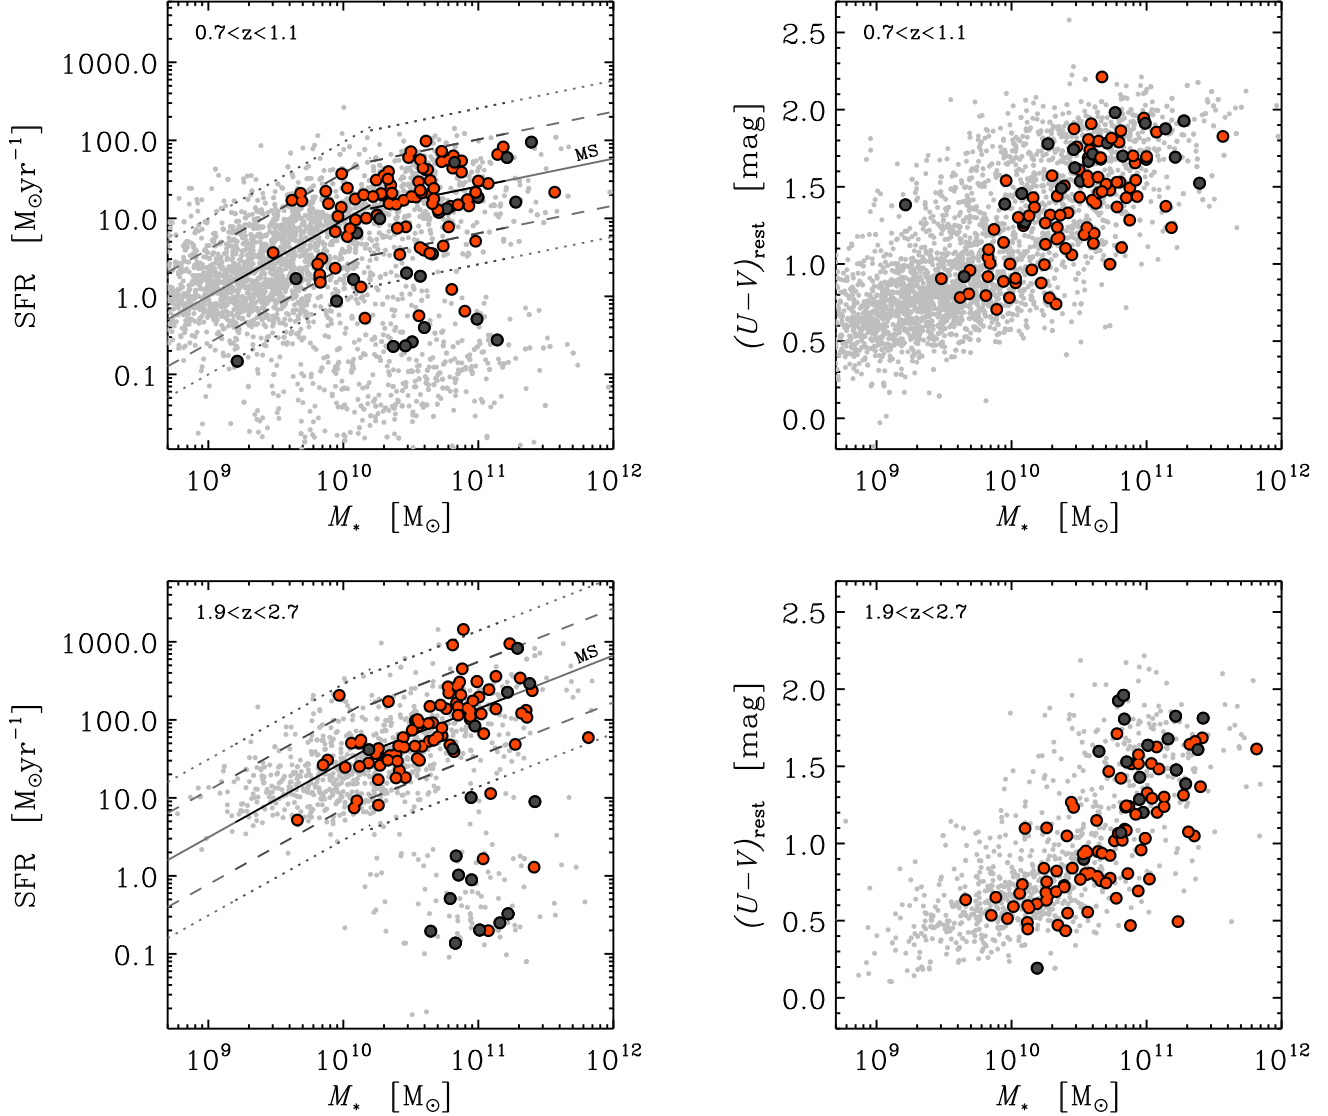 0.7<z<1.1
1000.0
100.0
10.0
1.0
0.1
SFR [M⊙yr⁻¹]
MS
10⁹ 10¹⁰ 10¹¹ 10¹²
M* [M⊙]
0.7<z<1.1
2.5
2.0
1.5
1.0
0.5
0.0
(U−V)rest [mag]
10⁹ 10¹⁰ 10¹¹ 10¹²
M* [M⊙]
1.9<z<2.7
1000.0
100.0
10.0
1.0
0.1
SFR [M⊙yr⁻¹]
MS
10⁹ 10¹⁰ 10¹¹ 10¹²
M* [M⊙]
1.9<z<2.7
2.5
2.0
1.5
1.0
0.5
0.0
(U−V)rest [mag]
10⁹ 10¹⁰ 10¹¹ 10¹²
M* [M⊙]